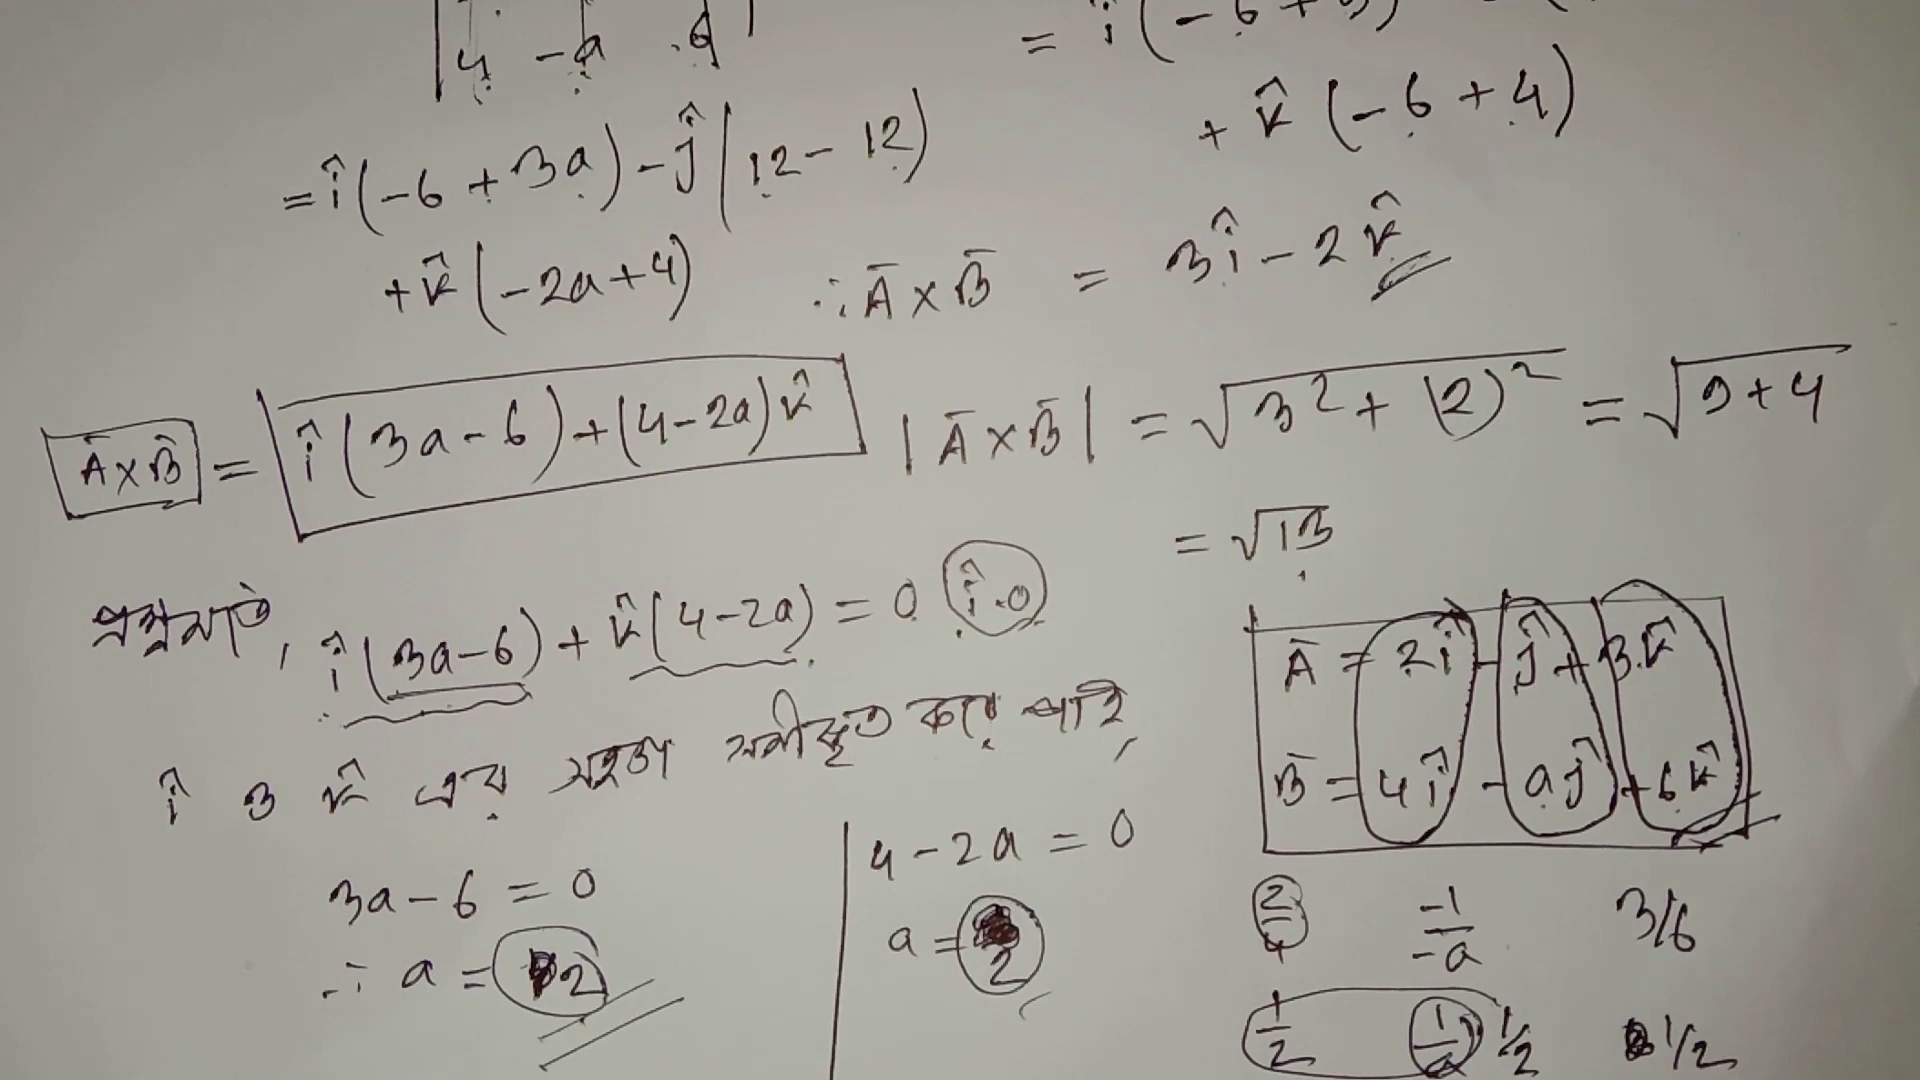 4 -a 6
= î(-6+3a) - ĵ(12-12)
+ k̂(-2a+4)
A̅×B̅ = î(3a-6)+(4-2a)k̂
প্রশ্নমতে, î(3a-6) + k̂(4-2a) = 0 î.0
î ও k̂ এর সহগ সমীকৃত করে পাই,
3a-6 = 0
∴ a = 2
4-2a = 0
a = 2
+ k̂(-6+4)
∴ A̅×B̅ = 3î - 2k̂
|A̅×B̅| = √3²+(2)² = √9+4
= √13
A̅ = 2î - ĵ + 3k̂
B̅ = 4î - aĵ + 6k̂
2/4 -1/-a 3/6
1/2 1/a 1/2 1/2